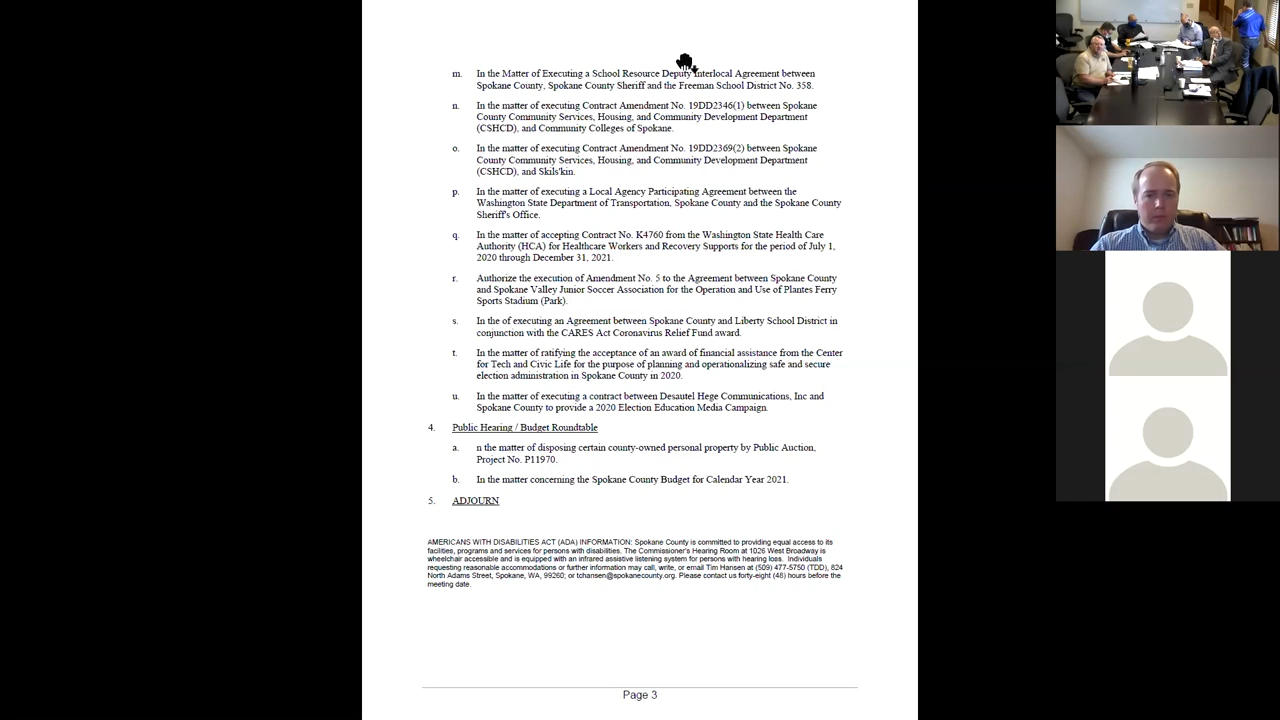 m. In the Matter of Executing a School Resource Deputy Interlocal Agreement between
Spokane County, Spokane County Sheriff and the Freeman School District No. 358.
n. In the matter of executing Contract Amendment No. 19DD2346(1) between Spokane
County Community Services, Housing, and Community Development Department
(CSHCD), and Community Colleges of Spokane.
o. In the matter of executing Contract Amendment No. 19DD2369(2) between Spokane
County Community Services, Housing, and Community Development Department
(CSHCD), and Skils'kin.
p. In the matter of executing a Local Agency Participating Agreement between the
Washington State Department of Transportation, Spokane County and the Spokane County
Sheriff's Office.
q. In the matter of accepting Contract No. K4760 from the Washington State Health Care
Authority (HCA) for Healthcare Workers and Recovery Supports for the period of July 1,
2020 through December 31, 2021.
r. Authorize the execution of Amendment No. 5 to the Agreement between Spokane County
and Spokane Valley Junior Soccer Association for the Operation and Use of Plantes Ferry
Sports Stadium (Park).
s. In the of executing an Agreement between Spokane County and Liberty School District in
conjunction with the CARES Act Coronavirus Relief Fund award.
t. In the matter of ratifying the acceptance of an award of financial assistance from the Center
for Tech and Civic Life for the purpose of planning and operationalizing safe and secure
election administration in Spokane County in 2020.
u. In the matter of executing a contract between Desautel Hege Communications, Inc and
Spokane County to provide a 2020 Election Education Media Campaign.
4. Public Hearing / Budget Roundtable
a. n the matter of disposing certain county-owned personal property by Public Auction,
Project No. P11970.
b. In the matter concerning the Spokane County Budget for Calendar Year 2021.
5. ADJOURN
AMERICANS WITH DISABILITIES ACT (ADA) INFORMATION: Spokane County is committed to providing equal access to its
facilities, programs and services for persons with disabilities. The Commissioner's Hearing Room at 1026 West Broadway is
wheelchair accessible and is equipped with an infrared assistive listening system for persons with hearing loss. Individuals
requesting reasonable accommodations or further information may call, write, or email Tim Hansen at (509) 477-5750 (TDD), 824
North Adams Street, Spokane, WA, 99260; or tchansen@spokanecounty.org. Please contact us forty-eight (48) hours before the
meeting date.
Page 3